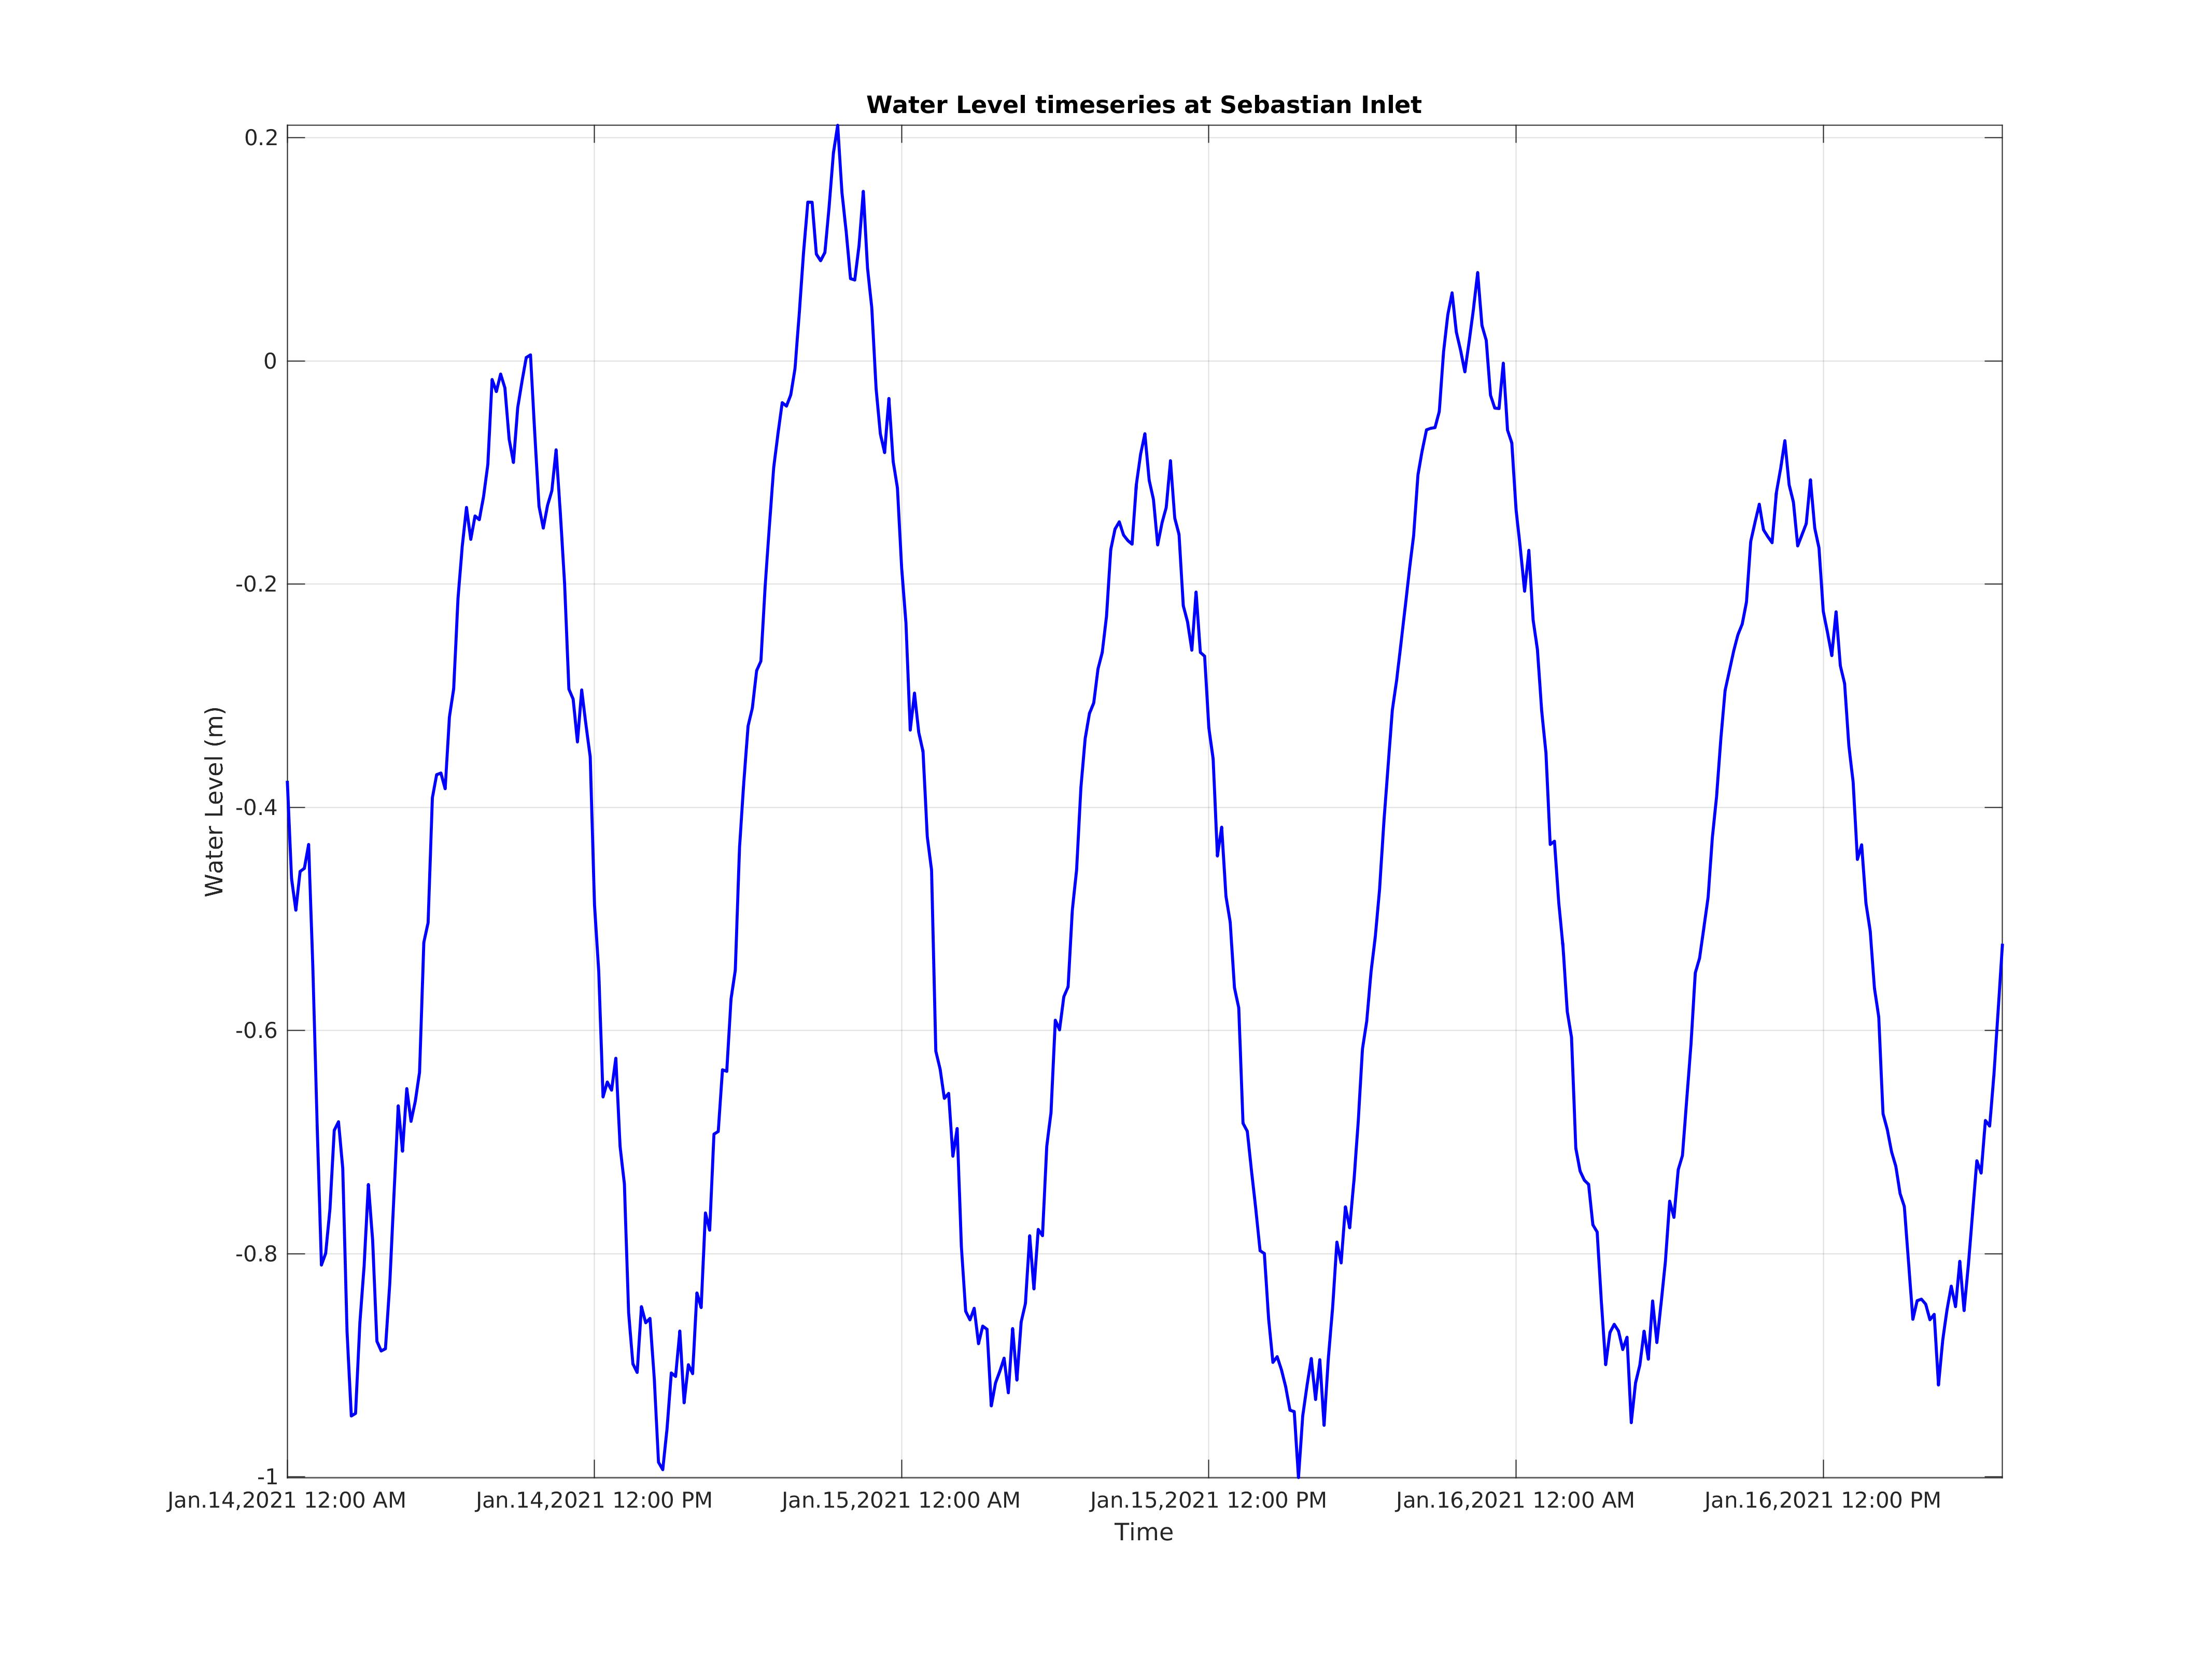 Water Level timeseries at Sebastian Inlet
0.2
0
-0.2
-0.4
-0.6
-0.8
-1
Water Level (m)
Jan.14,2021 12:00 AM
Jan.14,2021 12:00 PM
Jan.15,2021 12:00 AM
Jan.15,2021 12:00 PM
Jan.16,2021 12:00 AM
Jan.16,2021 12:00 PM
Time